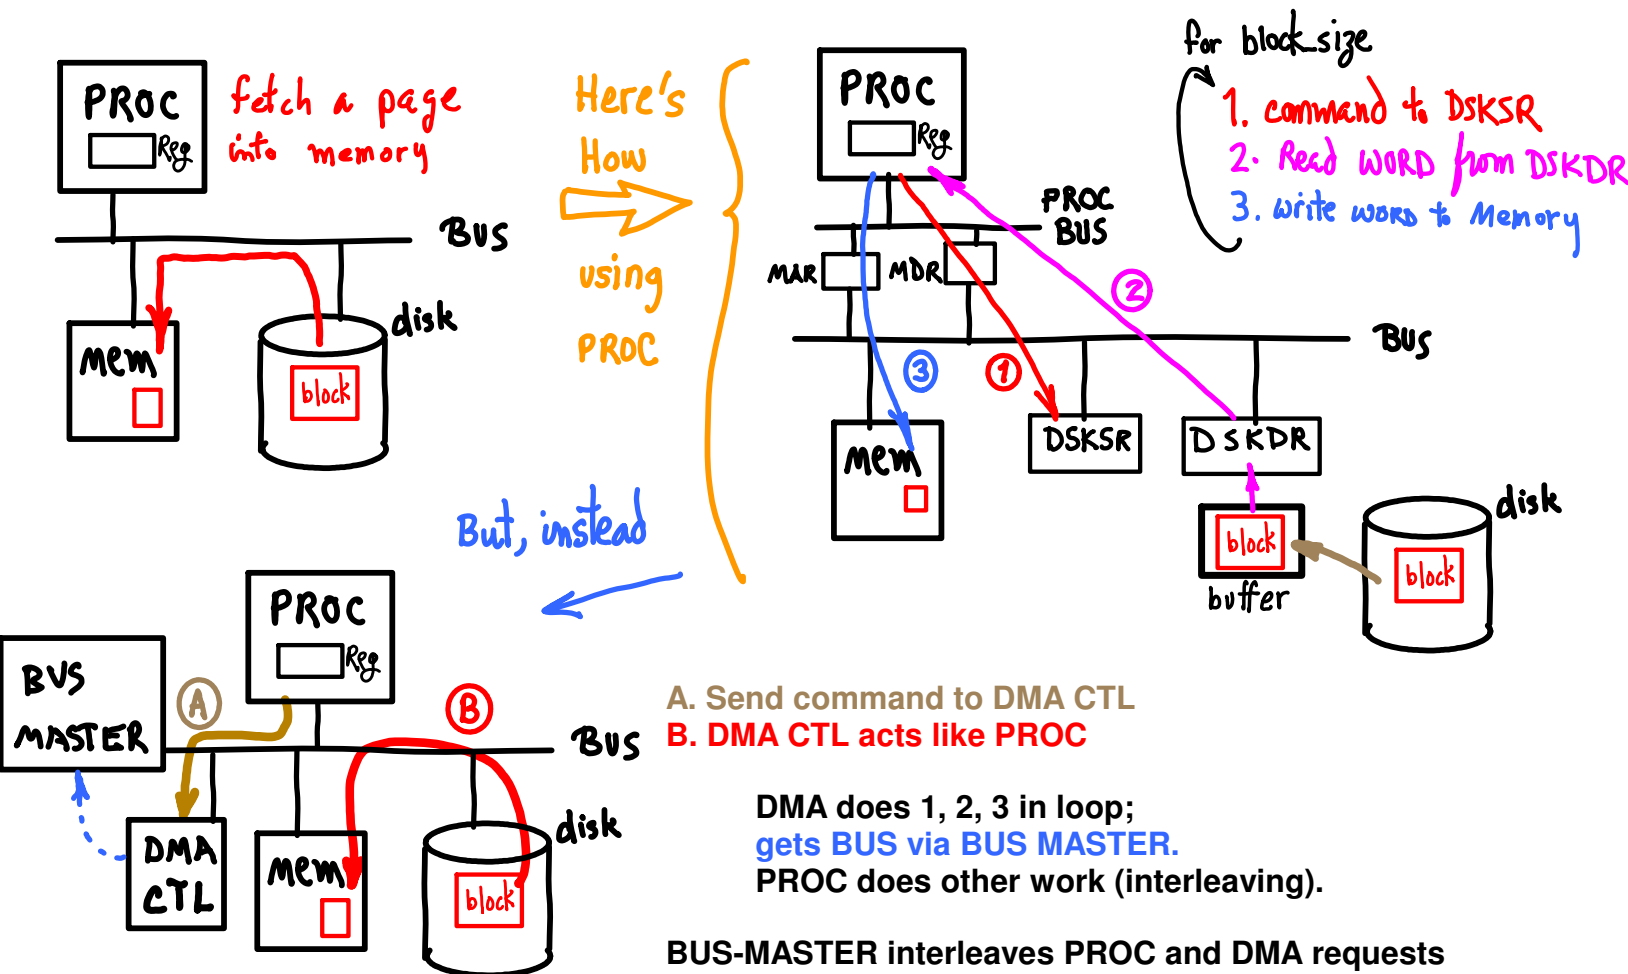 PROC
Reg
fetch a page
into memory
BUS
Mem
disk
block
Here's
How
using
PROC
PROC
Reg
PROC
BUS
MAR
MDR
BUS
1
2
3
Mem
DSKSR
DSKDR
block
buffer
disk
block
for block size
1. command to DSKSR
2. Read WORD from DSKDR
3. write WORD to Memory
But, instead
PROC
Reg
BUS
MASTER
A
B
BUS
DMA
CTL
Mem
disk
block
A. Send command to DMA CTL
B. DMA CTL acts like PROC
DMA does 1, 2, 3 in loop;
gets BUS via BUS MASTER.
PROC does other work (interleaving).
BUS-MASTER interleaves PROC and DMA requests